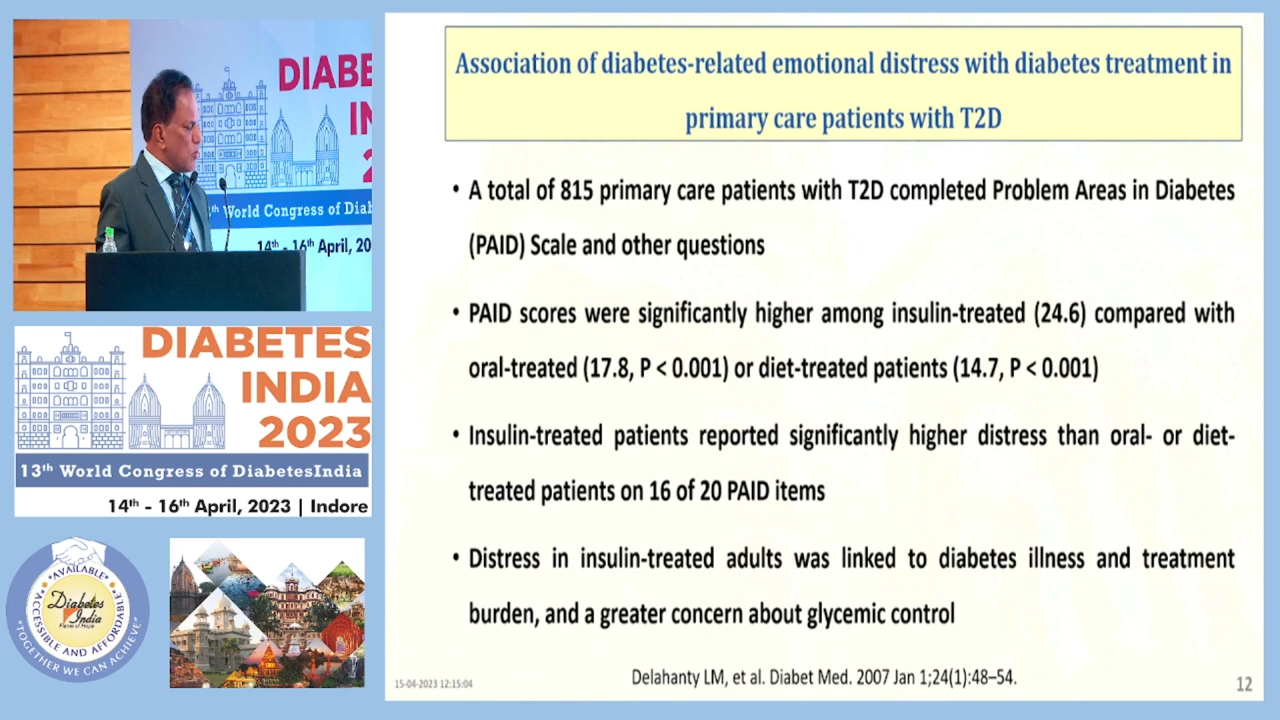 DIABE
IN
2
th World Congress of Diab
14th - 16th April, 20
DIABETES
INDIA
2023
13th World Congress of DiabetesIndia
14th - 16th April, 2023 | Indore
*AVAILABLE*
*ACCESSIBLE AND AFFORDABLE*
Diabetes
India
"TOGETHER WE CAN ACHIEVE"
Association of diabetes-related emotional distress with diabetes treatment in
primary care patients with T2D
• A total of 815 primary care patients with T2D completed Problem Areas in Diabetes
(PAID) Scale and other questions
• PAID scores were significantly higher among insulin-treated (24.6) compared with
oral-treated (17.8, P < 0.001) or diet-treated patients (14.7, P < 0.001)
• Insulin-treated patients reported significantly higher distress than oral- or diet-
treated patients on 16 of 20 PAID items
• Distress in insulin-treated adults was linked to diabetes illness and treatment
burden, and a greater concern about glycemic control
15-04-2023 12:15:04
Delahanty LM, et al. Diabet Med. 2007 Jan 1;24(1):48–54.
12